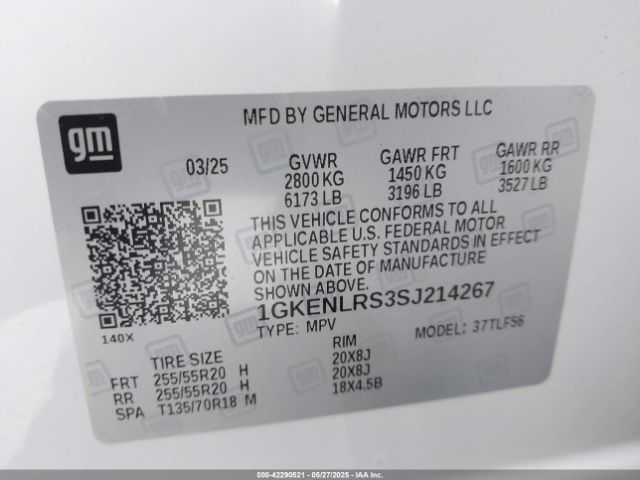 gm
MFD BY GENERAL MOTORS LLC
03/25
GVWR
2800 KG
6173 LB
GAWR FRT
1450 KG
3196 LB
GAWR RR
1600 KG
3527 LB
THIS VEHICLE CONFORMS TO ALL
APPLICABLE U.S. FEDERAL MOTOR
VEHICLE SAFETY STANDARDS IN EFFECT
ON THE DATE OF MANUFACTURE
SHOWN ABOVE.
1GKENLRS3SJ214267
TYPE: MPV
MODEL: 37TLF56
140X
TIRE SIZE
RIM
FRT 255/55R20 H 20X8J
RR 255/55R20 H 20X8J
SPA T135/70R18 M 18X4.5B
000-42290521 - 05/27/2025 - IAA Inc.